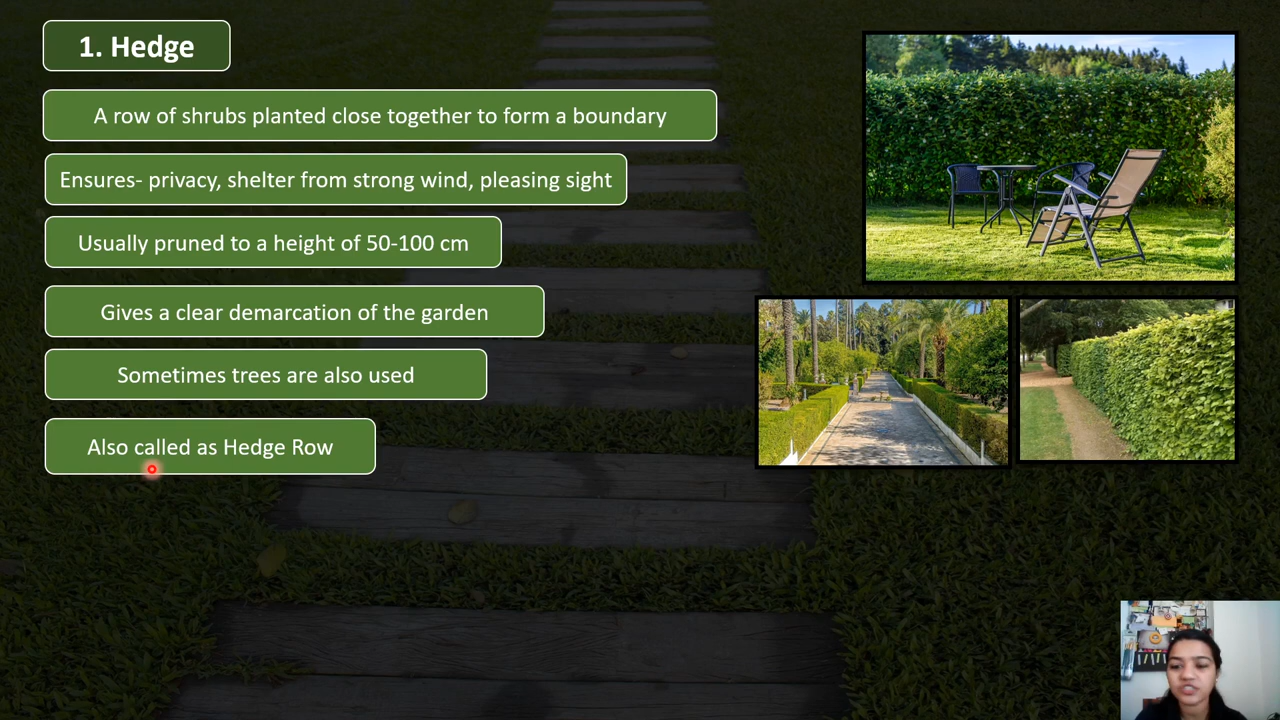 1. Hedge
A row of shrubs planted close together to form a boundary
Ensures- privacy, shelter from strong wind, pleasing sight
Usually pruned to a height of 50-100 cm
Gives a clear demarcation of the garden
Sometimes trees are also used
Also called as Hedge Row